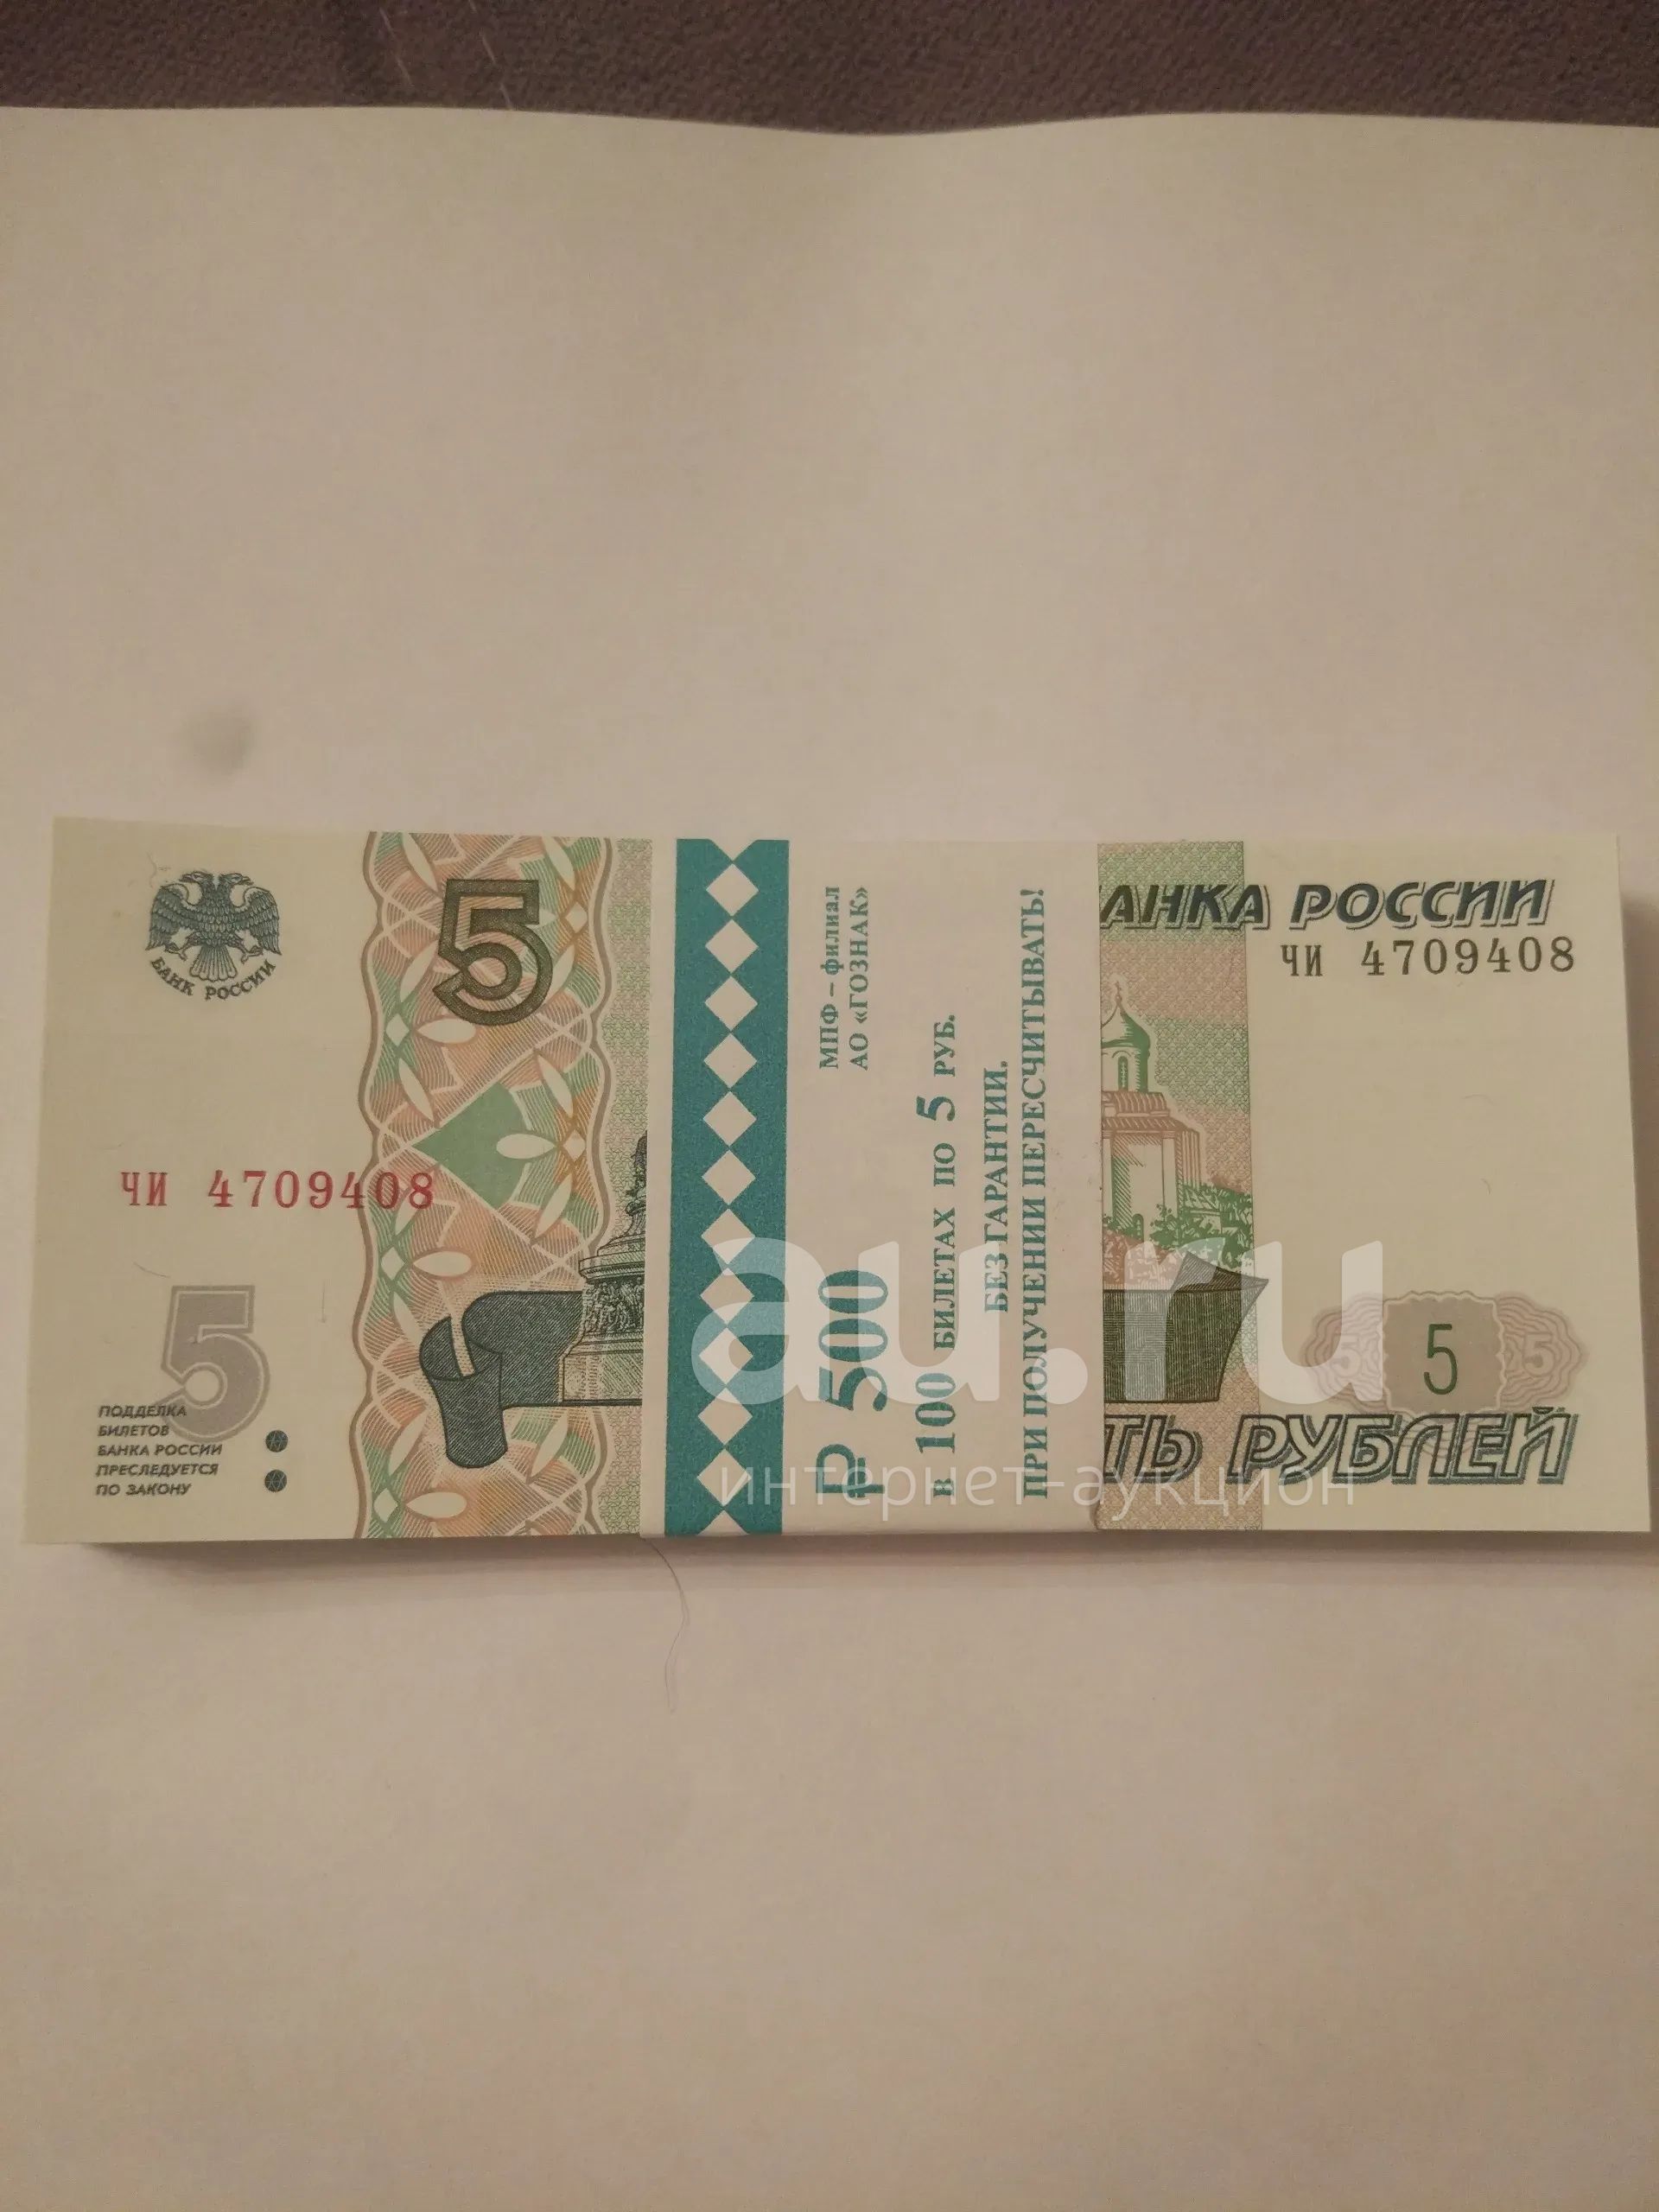 БАНК РОССИИ
5
ЧИ 4709408
5
ПОДДЕЛКА
БИЛЕТОВ
БАНКА РОССИИ
ПРЕСЛЕДУЕТСЯ
ПО ЗАКОНУ
МПФ – филиал
АО «ГОЗНАК»
₽ 500
в 100 БИЛЕТАХ ПО 5 РУБ.
БЕЗ ГАРАНТИИ.
ПРИ ПОЛУЧЕНИИ ПЕРЕСЧИТЫВАТЬ!
АНКА РОССИИ
ЧИ 4709408
5 5 5
ТЬ РУБЛЕЙ
au.ru
интернет-аукцион